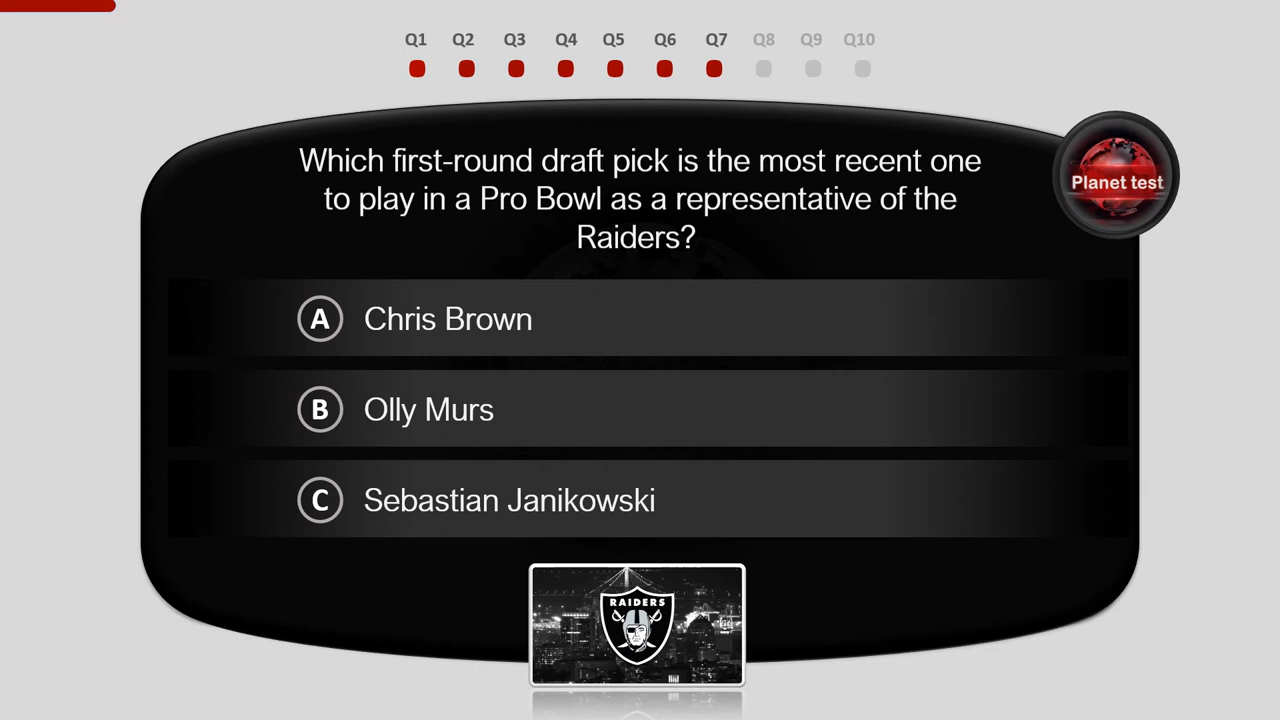 Q1 Q2 Q3 Q4 Q5 Q6 Q7 Q8 Q9 Q10
Which first-round draft pick is the most recent one
to play in a Pro Bowl as a representative of the
Raiders?
Planet test
A Chris Brown
B Olly Murs
C Sebastian Janikowski
RAIDERS